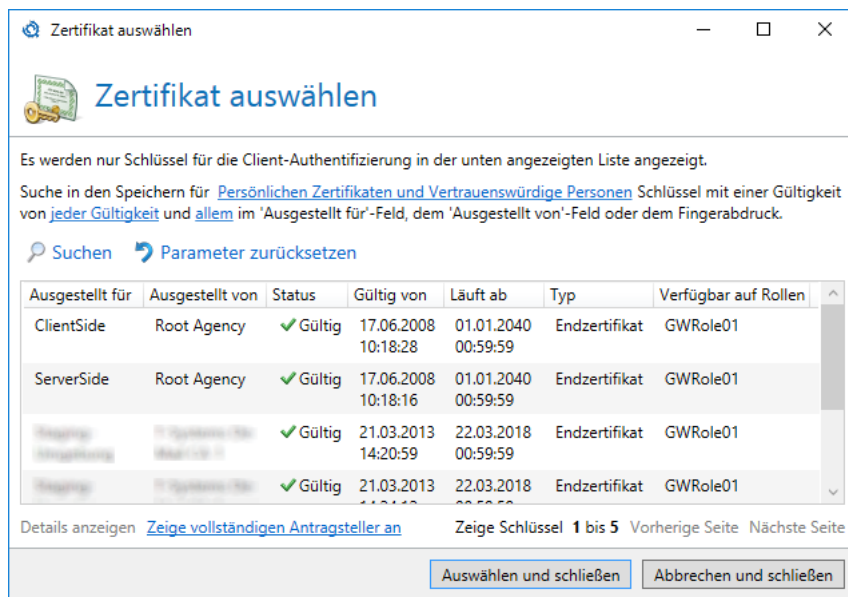 Zertifikat auswählen
Zertifikat auswählen
Es werden nur Schlüssel für die Client-Authentifizierung in der unten angezeigten Liste angezeigt.
Suche in den Speichern für Persönlichen Zertifikaten und Vertrauenswürdige Personen Schlüssel mit einer Gültigkeit
von jeder Gültigkeit und allem im 'Ausgestellt für'-Feld, dem 'Ausgestellt von'-Feld oder dem Fingerabdruck.
Suchen Parameter zurücksetzen
Ausgestellt für Ausgestellt von Status Gültig von Läuft ab Typ Verfügbar auf Rollen
ClientSide Root Agency Gültig 17.06.2008 01.01.2040 Endzertifikat GWRole01
10:18:28 00:59:59
ServerSide Root Agency Gültig 17.06.2008 01.01.2040 Endzertifikat GWRole01
10:18:16 00:59:59
Gültig 21.03.2013 22.03.2018 Endzertifikat GWRole01
14:20:59 00:59:59
Gültig 21.03.2013 22.03.2018 Endzertifikat GWRole01
Details anzeigen Zeige vollständigen Antragsteller an Zeige Schlüssel 1 bis 5 Vorherige Seite Nächste Seite
Auswählen und schließen Abbrechen und schließen